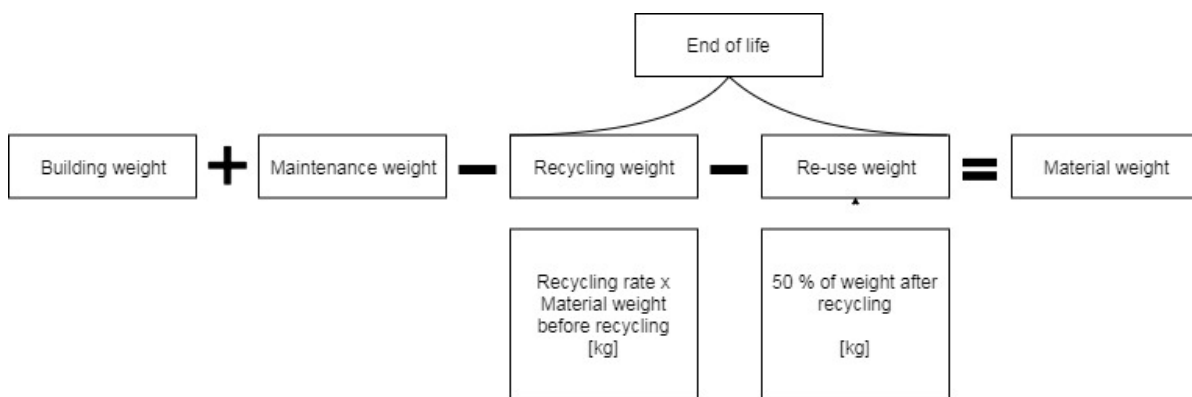 End of life
Building weight
+
Maintenance weight
−
Recycling weight
−
Re-use weight
=
Material weight
Recycling rate x
Material weight
before recycling
[kg]
50 % of weight after
recycling
[kg]